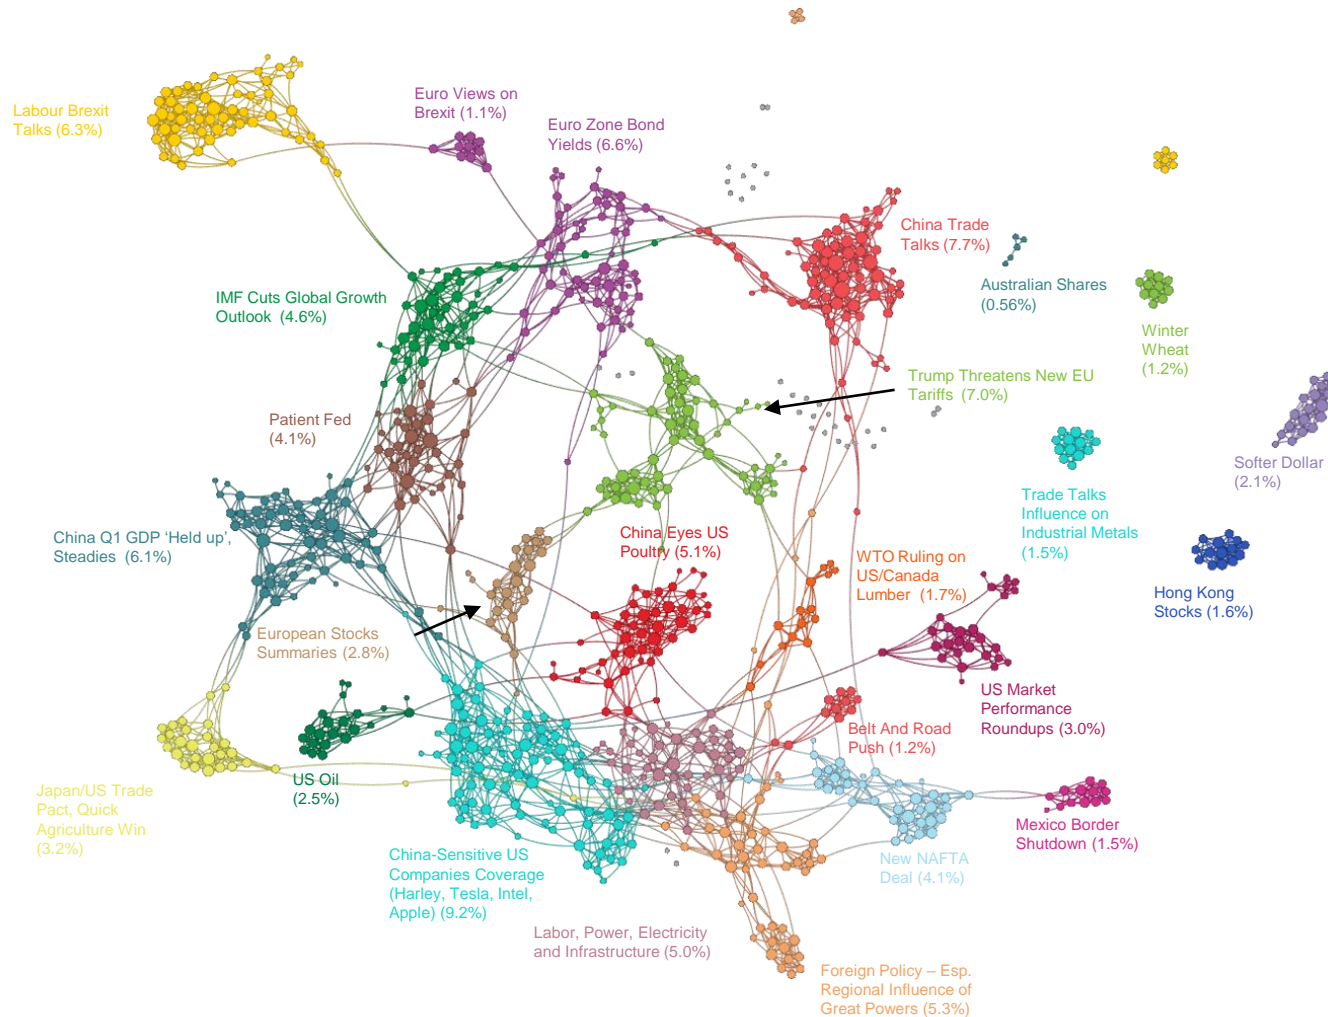 Labour Brexit
Talks (6.3%)
Euro Views on
Brexit (1.1%)
Euro Zone Bond
Yields (6.6%)
China Trade
Talks (7.7%)
Australian Shares
(0.56%)
IMF Cuts Global Growth
Outlook (4.6%)
Winter
Wheat
(1.2%)
Trump Threatens New EU
Tariffs (7.0%)
Patient Fed
(4.1%)
Softer Dollar
(2.1%)
Trade Talks
Influence on
Industrial Metals
(1.5%)
China Q1 GDP ‘Held up’,
Steadies (6.1%)
China Eyes US
Poultry (5.1%)
WTO Ruling on
US/Canada
Lumber (1.7%)
Hong Kong
Stocks (1.6%)
European Stocks
Summaries (2.8%)
US Market
Performance
Roundups (3.0%)
Belt And Road
Push (1.2%)
US Oil
(2.5%)
Japan/US Trade
Pact, Quick
Agriculture Win
(3.2%)
Mexico Border
Shutdown (1.5%)
China-Sensitive US
Companies Coverage
(Harley, Tesla, Intel,
Apple) (9.2%)
New NAFTA
Deal (4.1%)
Labor, Power, Electricity
and Infrastructure (5.0%)
Foreign Policy – Esp.
Regional Influence of
Great Powers (5.3%)